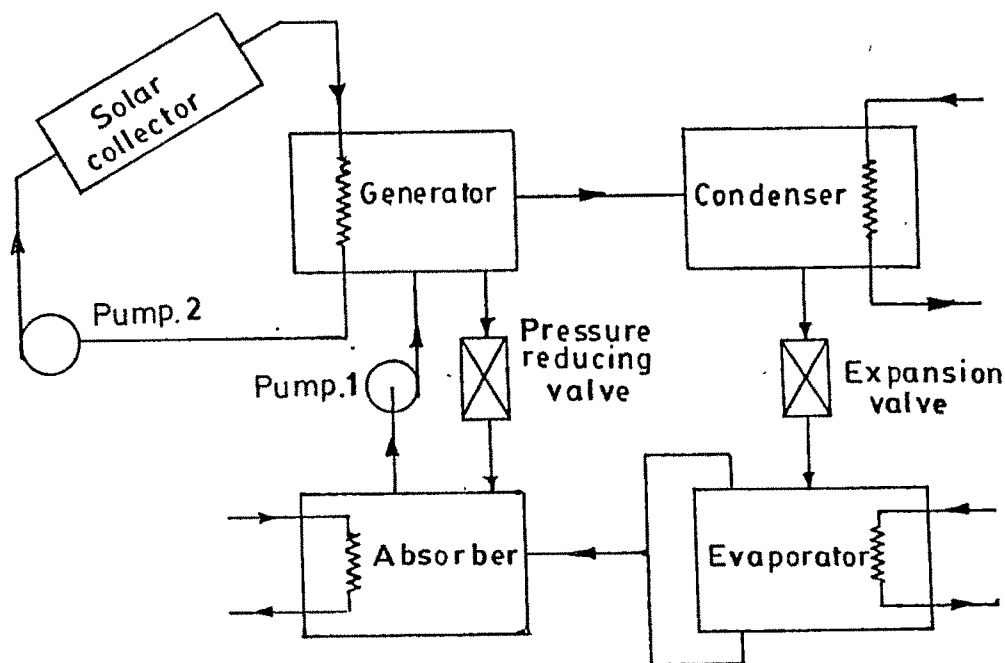 Solar
collector
Generator
Condenser
Pump.2
Pressure
reducing
valve
Pump.1
Expansion
valve
Absorber
Evaporator